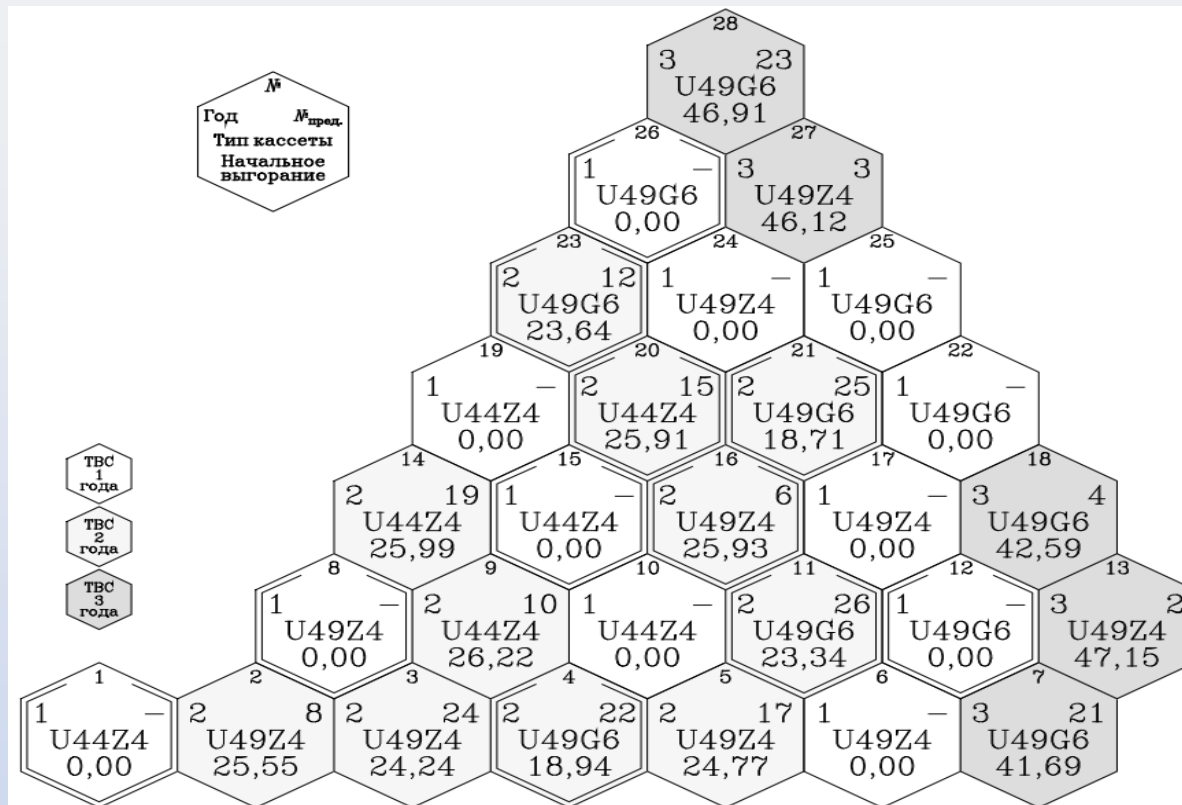 №
Год №пред.
Тип кассеты
Начальное
выгорание
28
3 23
U49G6
46,91
26
1 –
U49G6
0,00
27
3 3
U49Z4
46,12
23
2 12
U49G6
23,64
24
1 –
U49Z4
0,00
25
1 –
U49G6
0,00
19
1 –
U44Z4
0,00
20
2 15
U44Z4
25,91
21
2 25
U49G6
18,71
22
1 –
U49G6
0,00
ТВС
1
года
ТВС
2
года
ТВС
3
года
14
2 19
U44Z4
25,99
15
1 –
U44Z4
0,00
16
2 6
U49Z4
25,93
17
1 –
U49Z4
0,00
18
3 4
U49G6
42,59
8
1 –
U49Z4
0,00
9
2 10
U44Z4
26,22
10
1 –
U44Z4
0,00
11
2 26
U49G6
23,34
12
1 –
U49G6
0,00
13
3 2
U49Z4
47,15
1
1 –
U44Z4
0,00
2
2 8
U49Z4
25,55
3
2 24
U49Z4
24,24
4
2 22
U49G6
18,94
5
2 17
U49Z4
24,77
6
1 –
U49Z4
0,00
7
3 21
U49G6
41,69